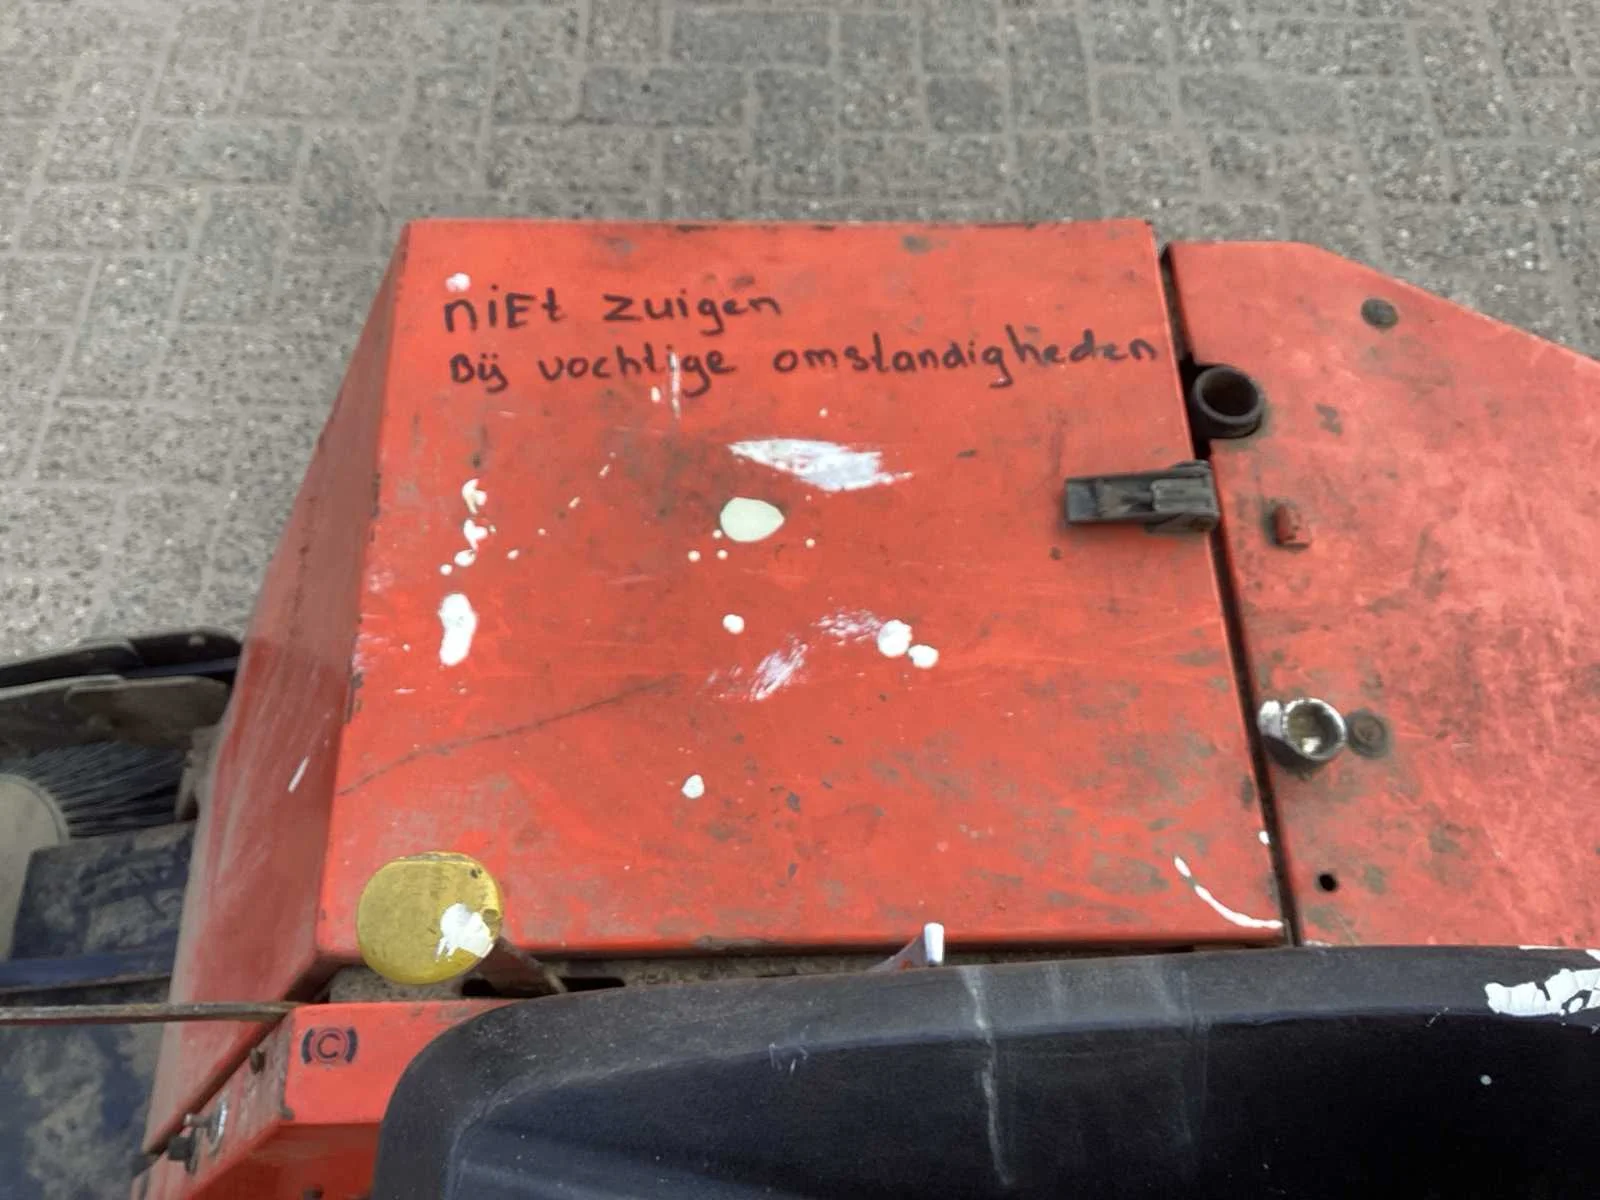 niEt zuigen
Bij vochtige omstandigheden
(C)